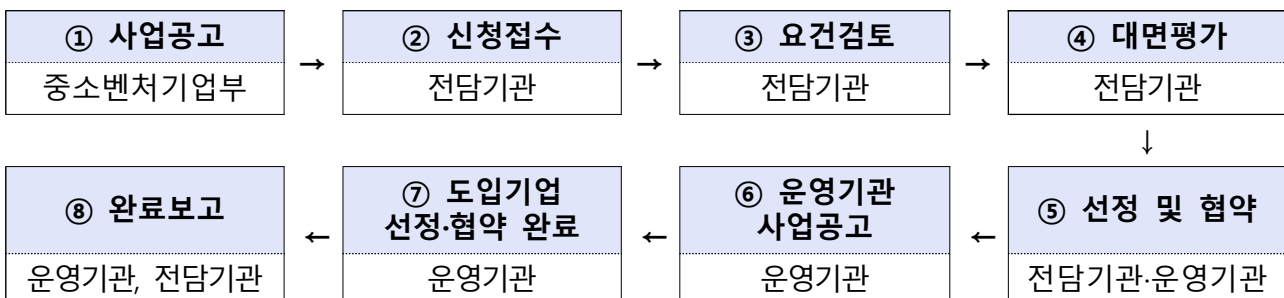 ① 사업공고
중소벤처기업부
→
② 신청접수
전담기관
→
③ 요건검토
전담기관
→
④ 대면평가
전담기관
↓
⑤ 선정 및 협약
전담기관·운영기관
←
⑥ 운영기관
사업공고
운영기관
←
⑦ 도입기업
선정·협약 완료
운영기관
←
⑧ 완료보고
운영기관, 전담기관